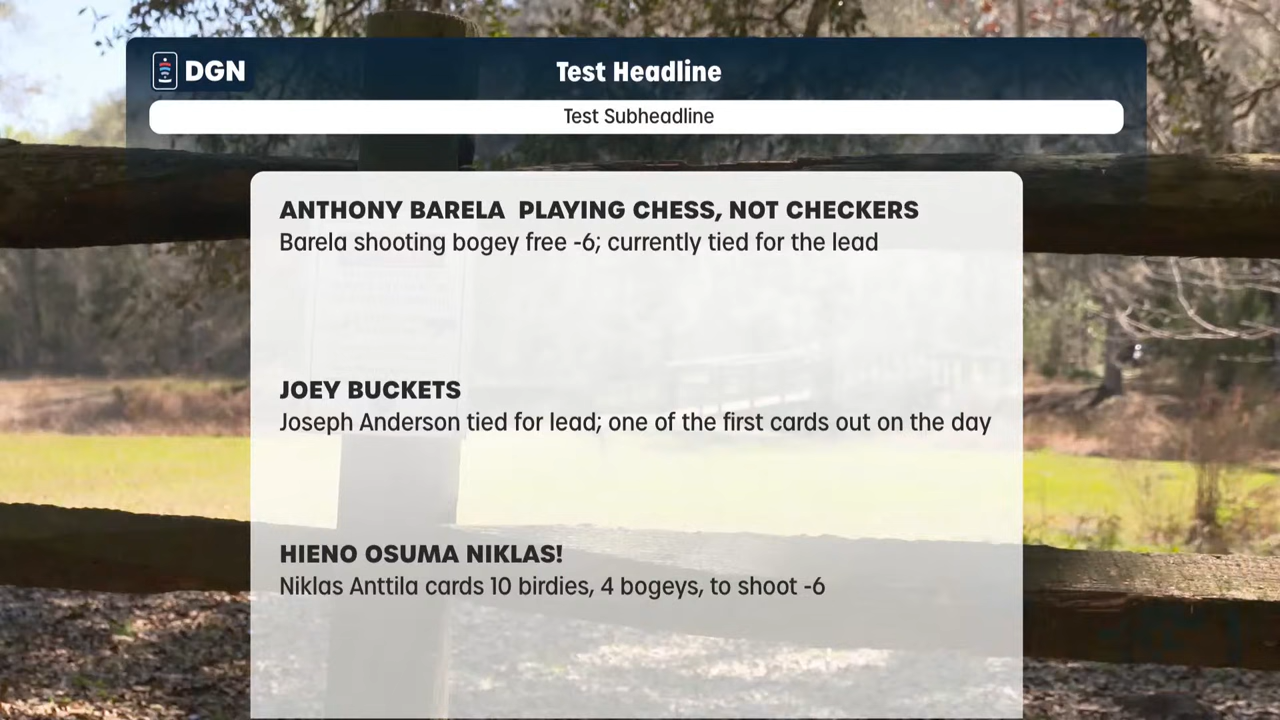 DGN
Test Headline
Test Subheadline
ANTHONY BARELA  PLAYING CHESS, NOT CHECKERS
Barela shooting bogey free -6; currently tied for the lead
JOEY BUCKETS
Joseph Anderson tied for lead; one of the first cards out on the day
HIENO OSUMA NIKLAS!
Niklas Anttila cards 10 birdies, 4 bogeys, to shoot -6